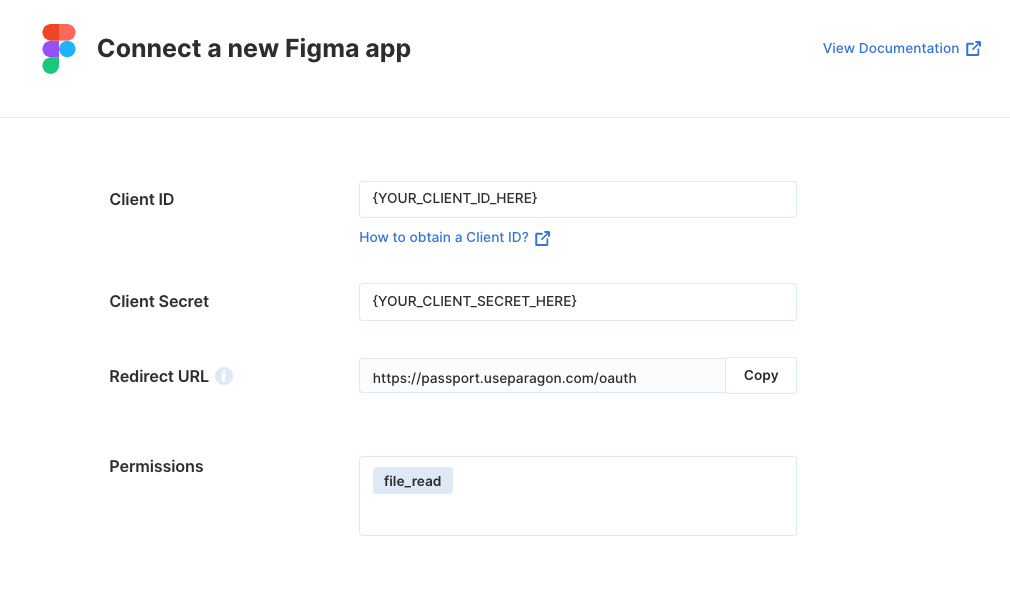 Connect a new Figma app
View Documentation
Client ID
{YOUR_CLIENT_ID_HERE}
How to obtain a Client ID?
Client Secret
{YOUR_CLIENT_SECRET_HERE}
Redirect URL i
https://passport.useparagon.com/oauth
Copy
Permissions
file_read